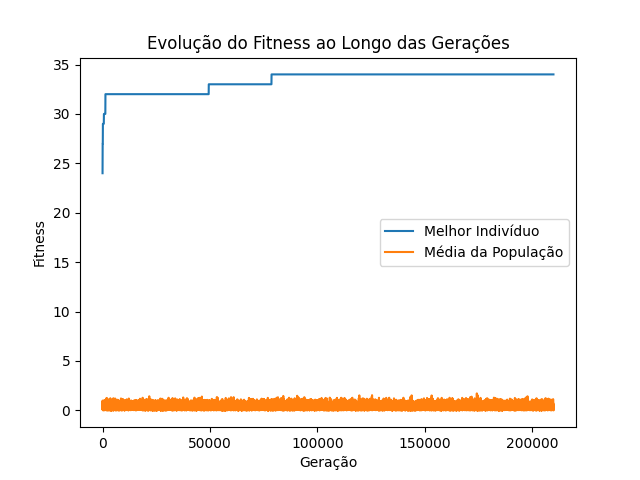 Evolução do Fitness ao Longo das Gerações
35
30
25
20
15
10
5
0
Fitness
Melhor Indivíduo
Média da População
0 50000 100000 150000 200000
Geração